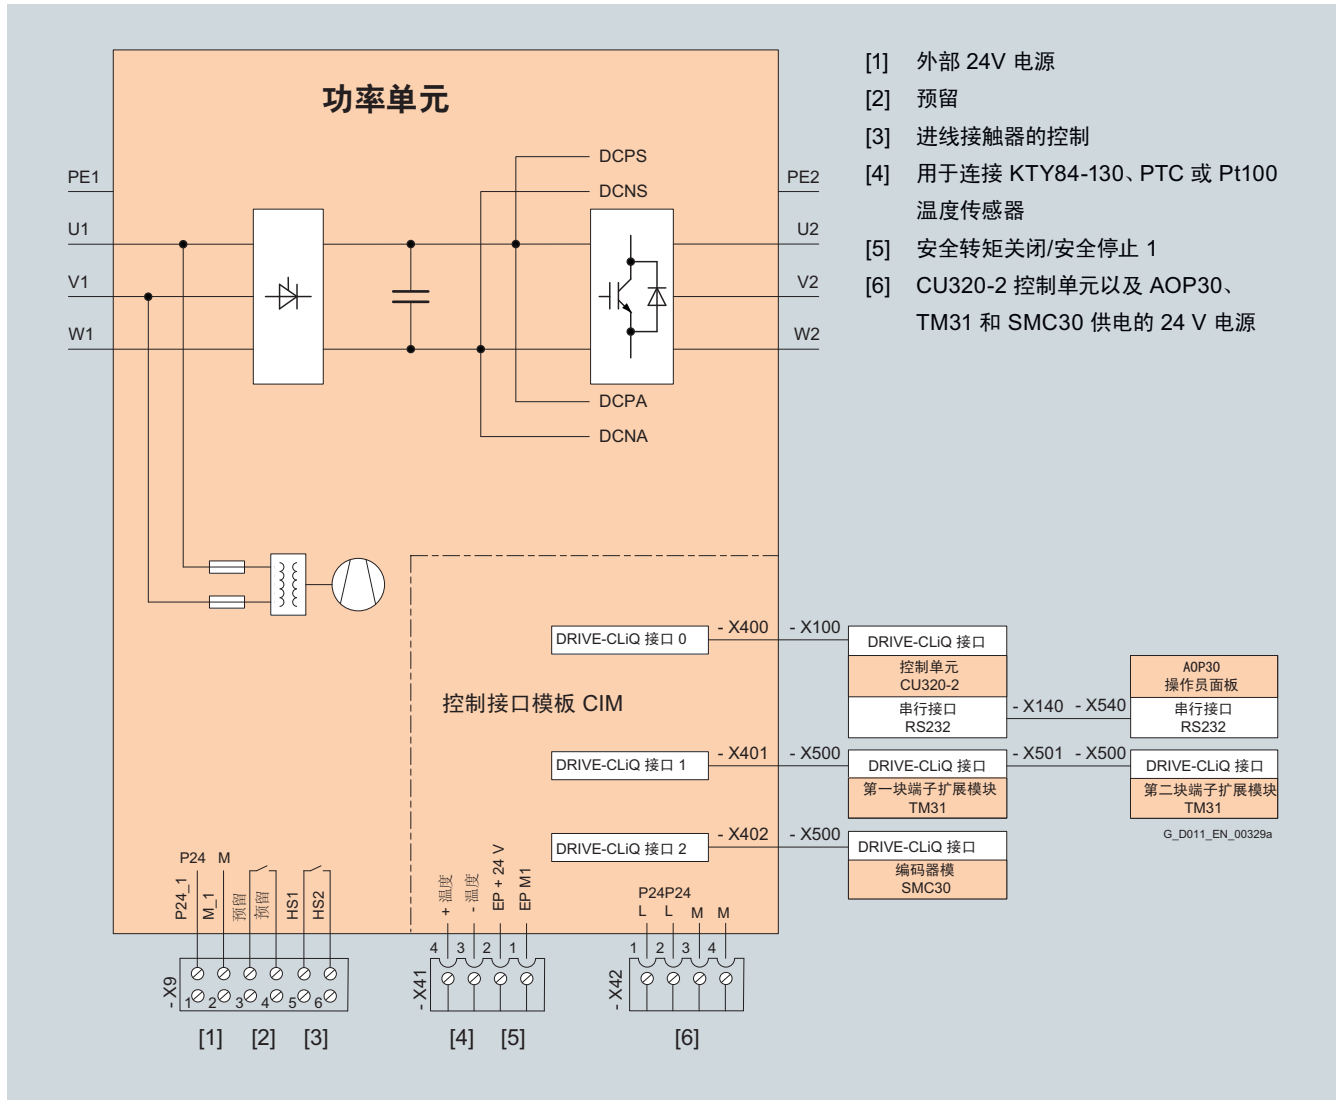 功率单元
[1] 外部 24V 电源
[2] 预留
[3] 进线接触器的控制
[4] 用于连接 KTY84-130、PTC 或 Pt100
温度传感器
[5] 安全转矩关闭/安全停止 1
[6] CU320-2 控制单元以及 AOP30、
TM31 和 SMC30 供电的 24 V 电源
DCPS
PE1
DCNS
PE2
U1
U2
V1
V2
W1
W2
DCPA
DCNA
DRIVE-CLiQ 接口 0
- X400
- X100
DRIVE-CLiQ 接口
控制单元
CU320-2
串行接口
RS232
- X140
- X540
AOP30
操作员面板
串行接口
RS232
控制接口模板 CIM
DRIVE-CLiQ 接口 1
- X401
- X500
DRIVE-CLiQ 接口
第一块端子扩展模块
TM31
- X501
- X500
DRIVE-CLiQ 接口
第二块端子扩展模块
TM31
G_D011_EN_00329a
DRIVE-CLiQ 接口 2
- X402
- X500
DRIVE-CLiQ 接口
编码器模
SMC30
P24 M
P24_1
M_1
预留
预留
HS1
HS2
+ 温度
- 温度
EP + 24 V
EP M1
P24P24
L L M M
4 3 2 1
1 2 3 4
- X9
1 2 3 4 5 6
- X41
- X42
[1] [2] [3]
[4] [5]
[6]